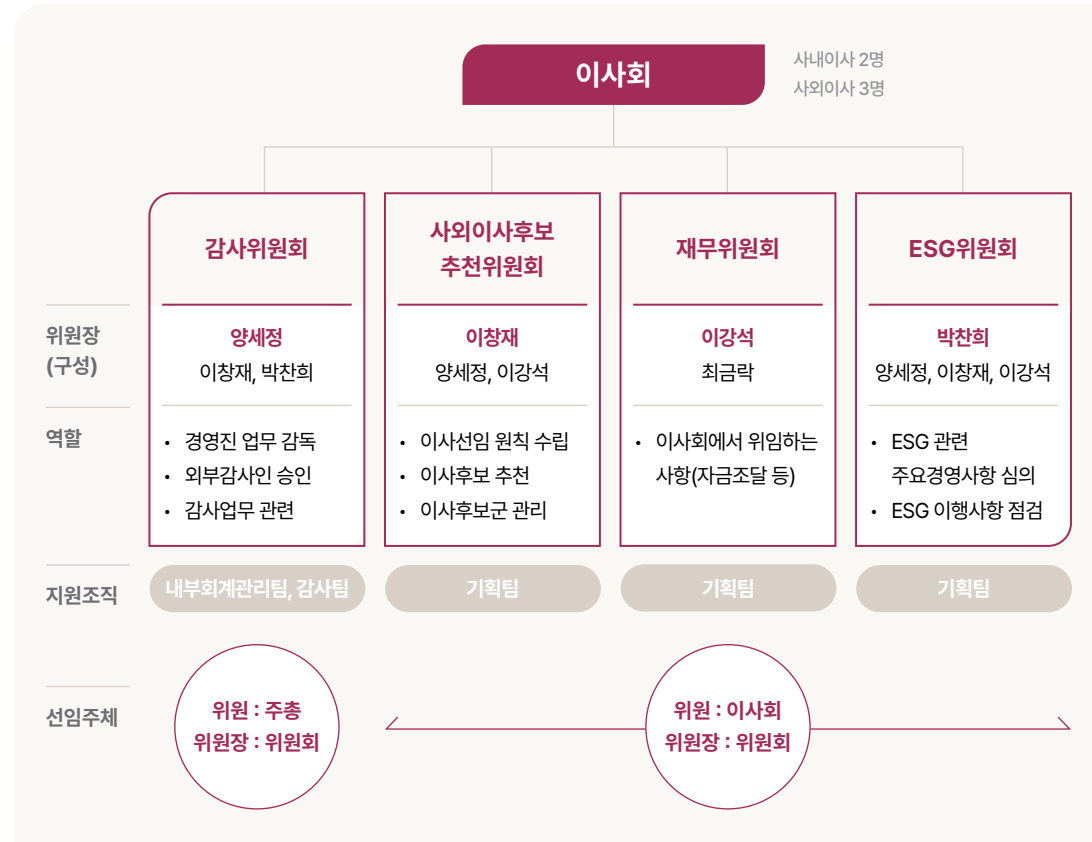 이사회
사내이사 2명
사외이사 3명
감사위원회
사외이사후보
추천위원회
재무위원회
ESG위원회
위원장
(구성)
양세정
이창재, 박찬희
이창재
양세정, 이강석
이강석
최금락
박찬희
양세정, 이창재, 이강석
역할
• 경영진 업무 감독
• 외부감사인 승인
• 감사업무 관련
• 이사선임 원칙 수립
• 이사후보 추천
• 이사후보군 관리
• 이사회에서 위임하는
사항(자금조달 등)
• ESG 관련
주요경영사항 심의
• ESG 이행사항 점검
지원조직
내부회계관리팀, 감사팀
기획팀
기획팀
기획팀
선임주체
위원 : 주총
위원장 : 위원회
위원 : 이사회
위원장 : 위원회